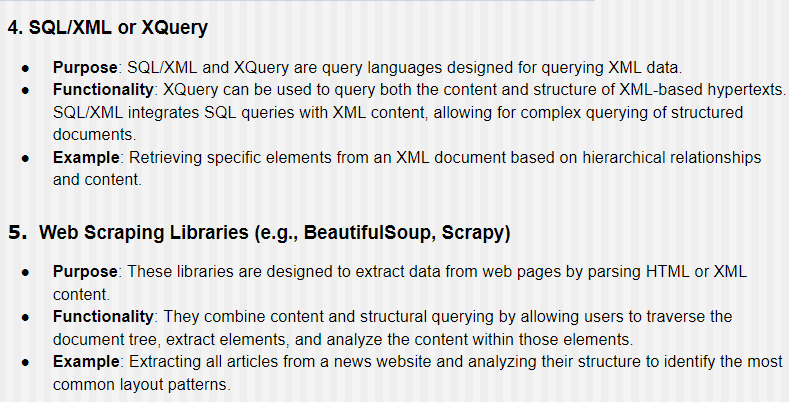 4. SQL/XML or XQuery
● Purpose: SQL/XML and XQuery are query languages designed for querying XML data.
● Functionality: XQuery can be used to query both the content and structure of XML-based hypertexts.
SQL/XML integrates SQL queries with XML content, allowing for complex querying of structured
documents.
● Example: Retrieving specific elements from an XML document based on hierarchical relationships
and content.
5. Web Scraping Libraries (e.g., BeautifulSoup, Scrapy)
● Purpose: These libraries are designed to extract data from web pages by parsing HTML or XML
content.
● Functionality: They combine content and structural querying by allowing users to traverse the
document tree, extract elements, and analyze the content within those elements.
● Example: Extracting all articles from a news website and analyzing their structure to identify the most
common layout patterns.